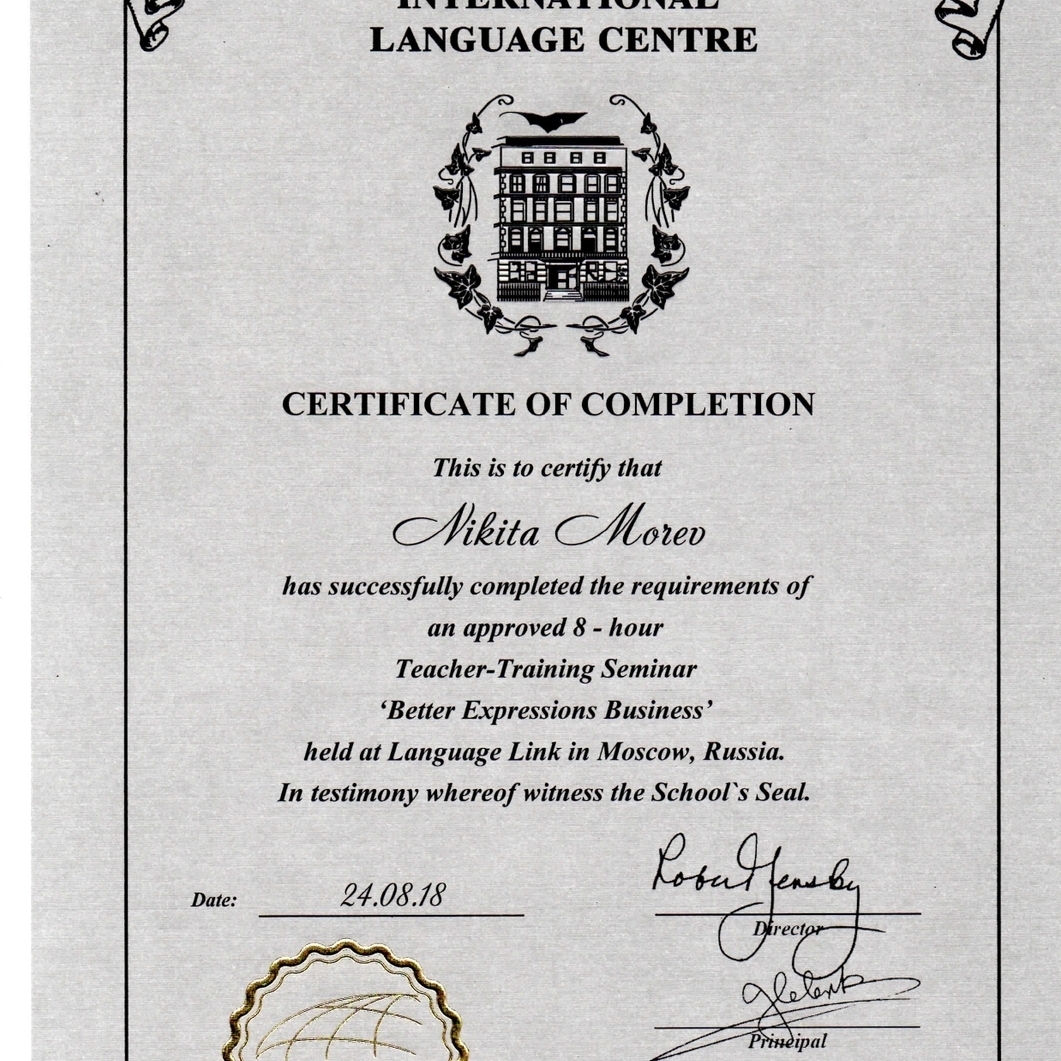 INTERNATIONAL
LANGUAGE CENTRE
CERTIFICATE OF COMPLETION
This is to certify that
Nikita Morev
has successfully completed the requirements of
an approved 8 - hour
Teacher-Training Seminar
‘Better Expressions Business’
held at Language Link in Moscow, Russia.
In testimony whereof witness the School`s Seal.
Date: 24.08.18
Director
Principal